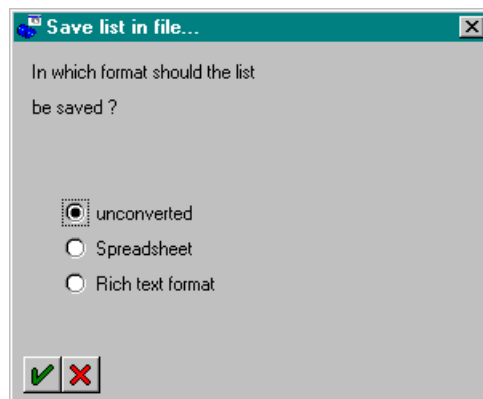 Save list in file...
In which format should the list
be saved ?
unconverted
Spreadsheet
Rich text format